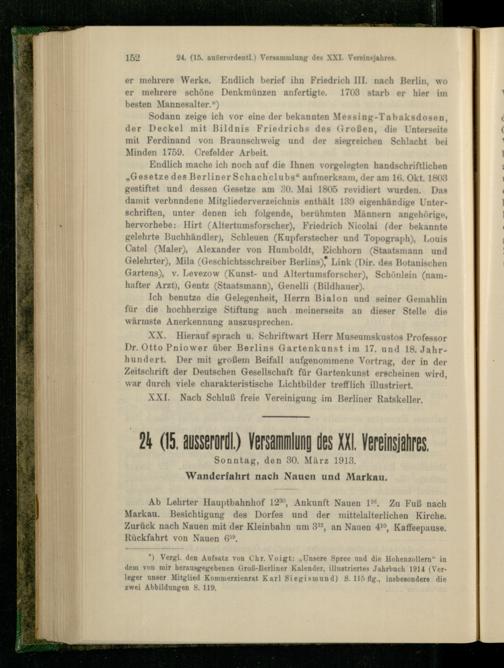 152 24. (15. außerordentl.) Versammlung des XXI. Vereinsjahres.
er mehrere Werke. Endlich berief ihn Friedrich III. nach Berlin, wo
er mehrere schöne Denkmünzen anfertigte. 1703 starb er hier im
besten Mannesalter.*)
Sodann zeige ich vor eine der bekannten Messing-Tabaksdosen,
der Deckel mit Bildnis Friedrichs des Großen, die Unterseite
mit Ferdinand von Braunschweig und der siegreichen Schlacht bei
Minden 1759. Crefelder Arbeit.
Endlich mache ich noch auf die Ihnen vorgelegten handschriftlichen
„Gesetze des Berliner Schachclubs“ aufmerksam, der am 16. Okt. 1803
gestiftet und dessen Gesetze am 30. Mai 1805 revidiert wurden. Das
damit verbundene Mitgliederverzeichnis enthält 139 eigenhändige Unter-
schriften, unter denen ich folgende, berühmten Männern angehörige,
hervorhebe: Hirt (Altertumsforscher), Friedrich Nicolai (der bekannte
gelehrte Buchhändler), Schleuen (Kupferstecher und Topograph), Louis
Catel (Maler), Alexander von Humboldt, Eichhorn (Staatsmann und
Gelehrter), Mila (Geschichtsschreiber Berlins), Link (Dir. des Botanischen
Gartens), v. Levezow (Kunst- und Altertumsforscher), Schönlein (nam-
hafter Arzt), Gentz (Staatsmann), Genelli (Bildhauer).
Ich benutze die Gelegenheit, Herrn Bialon und seiner Gemahlin
für die hochherzige Stiftung auch meinerseits an dieser Stelle die
wärmste Anerkennung auszusprechen.
XX. Hierauf sprach u. Schriftwart Herr Museumskustos Professor
Dr. Otto Pniower über Berlins Gartenkunst im 17. und 18. Jahr-
hundert. Der mit großem Beifall aufgenommene Vortrag, der in der
Zeitschrift der Deutschen Gesellschaft für Gartenkunst erscheinen wird,
war durch viele charakteristische Lichtbilder trefflich illustriert.
XXI. Nach Schluß freie Vereinigung im Berliner Ratskeller.
24 (15. ausserordl.) Versammlung des XXI. Vereinsjahres.
Sonntag, den 30. März 1913.
Wanderfahrt nach Nauen und Markau.
Ab Lehrter Hauptbahnhof 12³⁰, Ankunft Nauen 1¹⁶. Zu Fuß nach
Markau. Besichtigung des Dorfes und der mittelalterlichen Kirche.
Zurück nach Nauen mit der Kleinbahn um 3⁵², an Nauen 4¹⁰, Kaffeepause.
Rückfahrt von Nauen 6¹⁰.
*) Vergl. den Aufsatz von Chr. Voigt: „Unsere Spree und die Hohenzollern“ in
dem von mir herausgegebenen Groß-Berliner Kalender, illustriertes Jahrbuch 1914 (Ver-
leger unser Mitglied Kommerzienrat Karl Siegismund) S. 115 flg., insbesondere die
zwei Abbildungen S. 119.